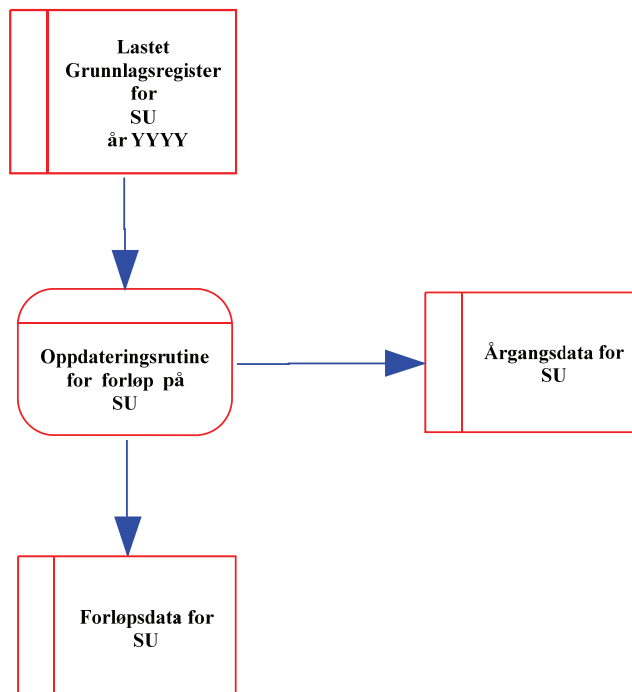 Lastet
Grunnlagsregister
for
SU
år YYYY
Oppdateringsrutine
for forløp på
SU
Årgangsdata for
SU
Forløpsdata for
SU